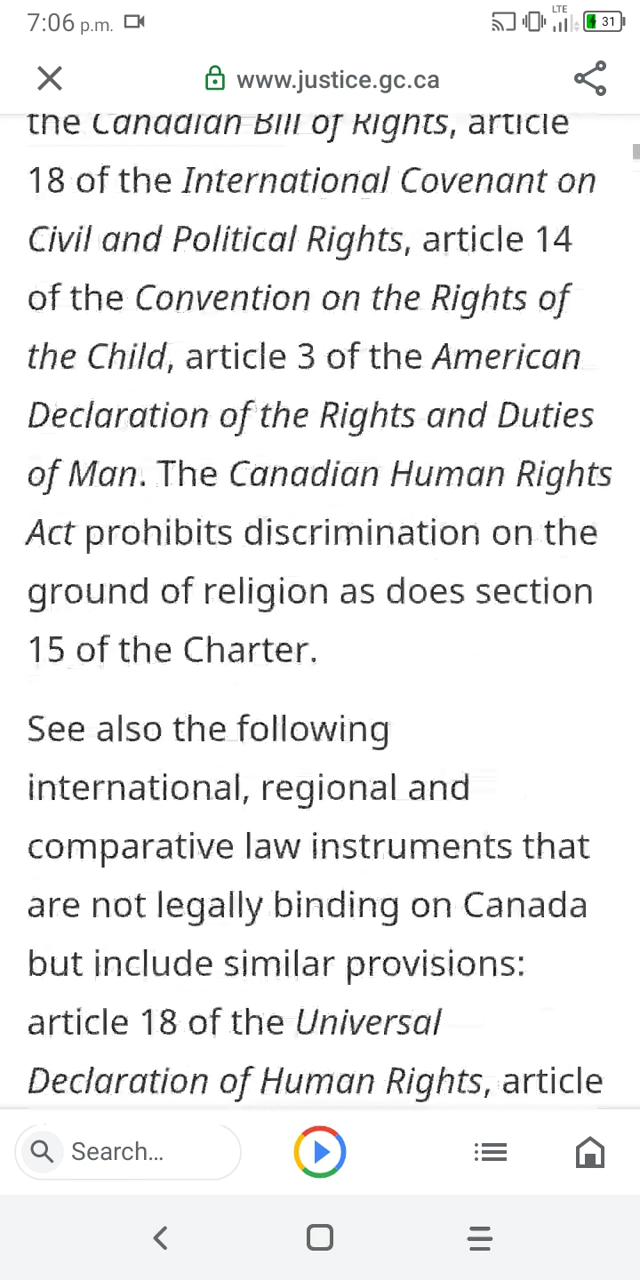 7:06 p.m.
LTE
31
www.justice.gc.ca
the Canadian Bill of Rights, article
18 of the International Covenant on
Civil and Political Rights, article 14
of the Convention on the Rights of
the Child, article 3 of the American
Declaration of the Rights and Duties
of Man. The Canadian Human Rights
Act prohibits discrimination on the
ground of religion as does section
15 of the Charter.
See also the following
international, regional and
comparative law instruments that
are not legally binding on Canada
but include similar provisions:
article 18 of the Universal
Declaration of Human Rights, article
Search...